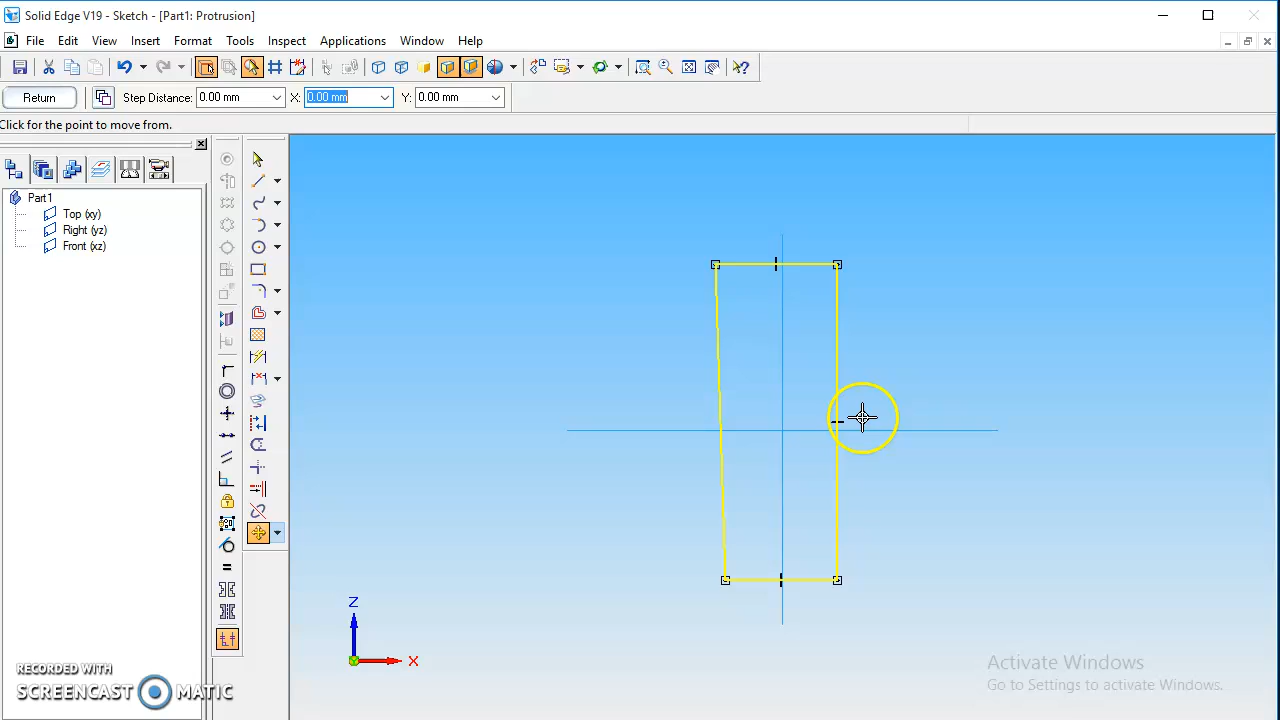 Solid Edge V19 - Sketch - [Part1: Protrusion]
File Edit View Insert Format Tools Inspect Applications Window Help
Return Step Distance: 0.00 mm X: 0.00 mm Y: 0.00 mm
Click for the point to move from.
Part1
Top (xy)
Right (yz)
Front (xz)
Z
X
RECORDED WITH
SCREENCAST MATIC
Activate Windows
Go to Settings to activate Windows.